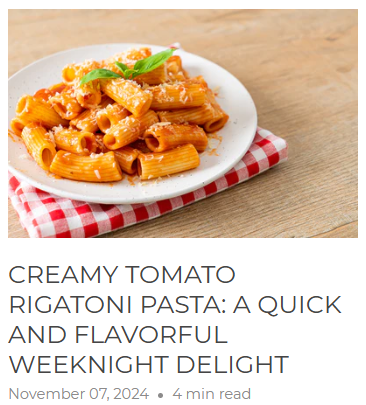 CREAMY TOMATO
RIGATONI PASTA: A QUICK
AND FLAVORFUL
WEEKNIGHT DELIGHT
November 07, 2024 • 4 min read